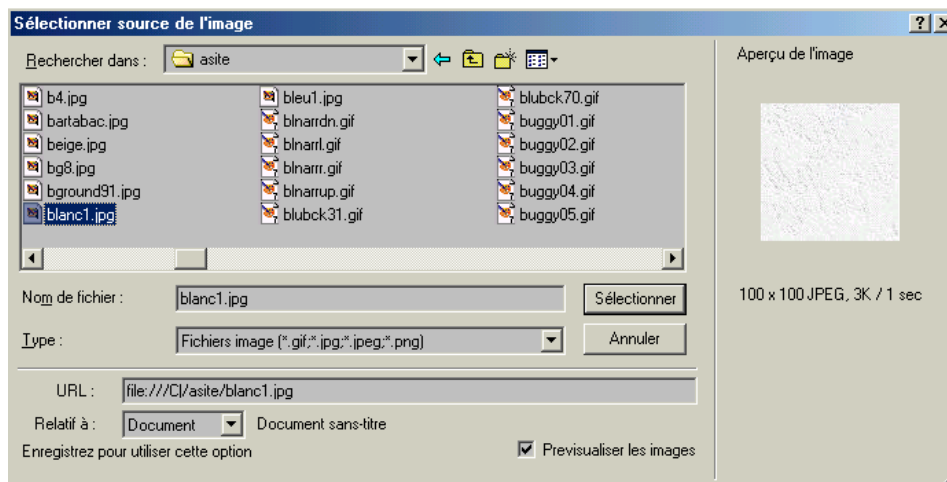 Sélectionner source de l'image
Rechercher dans : asite
b4.jpg
bartabac.jpg
beige.jpg
bg8.jpg
bground91.jpg
blanc1.jpg
bleu1.jpg
blnarrdn.gif
blnarrl.gif
blnarrr.gif
blnarrup.gif
blubck31.gif
blubck70.gif
buggy01.gif
buggy02.gif
buggy03.gif
buggy04.gif
buggy05.gif
Nom de fichier : blanc1.jpg Sélectionner
Type : Fichiers image (*.gif;*.jpg;*.jpeg;*.png) Annuler
URL : file:///C|/asite/blanc1.jpg
Relatif à : Document Document sans-titre
Enregistrez pour utiliser cette option Previsualiser les images
Aperçu de l'image
100 x 100 JPEG, 3K / 1 sec